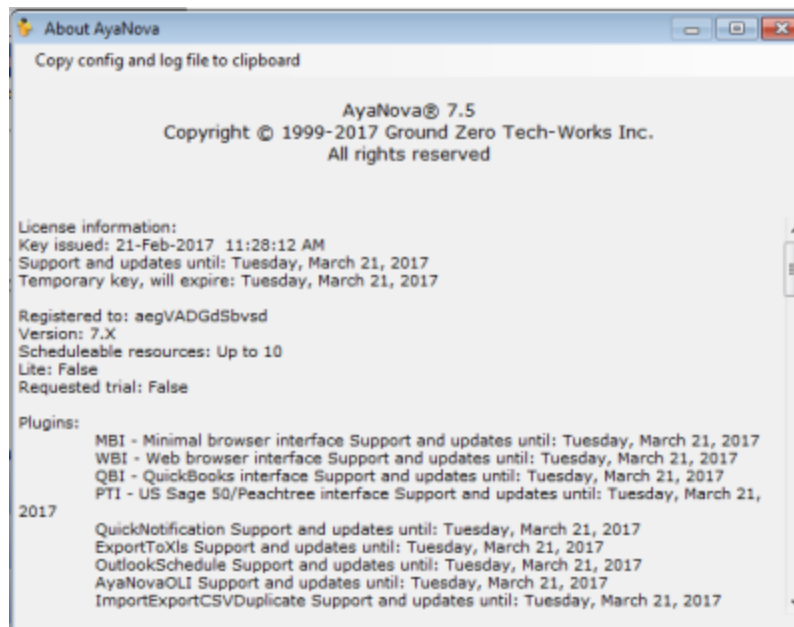 About AyaNova
Copy config and log file to clipboard
AyaNova® 7.5
Copyright © 1999-2017 Ground Zero Tech-Works Inc.
All rights reserved
License information:
Key issued: 21-Feb-2017 11:28:12 AM
Support and updates until: Tuesday, March 21, 2017
Temporary key, will expire: Tuesday, March 21, 2017
Registered to: aegVADGdSbvsd
Version: 7.X
Scheduleable resources: Up to 10
Lite: False
Requested trial: False
Plugins:
MBI - Minimal browser interface Support and updates until: Tuesday, March 21, 2017
WBI - Web browser interface Support and updates until: Tuesday, March 21, 2017
QBI - QuickBooks interface Support and updates until: Tuesday, March 21, 2017
PTI - US Sage 50/Peachtree interface Support and updates until: Tuesday, March 21,
2017
QuickNotification Support and updates until: Tuesday, March 21, 2017
ExportToXls Support and updates until: Tuesday, March 21, 2017
OutlookSchedule Support and updates until: Tuesday, March 21, 2017
AyaNovaOLI Support and updates until: Tuesday, March 21, 2017
ImportExportCSVDuplicate Support and updates until: Tuesday, March 21, 2017